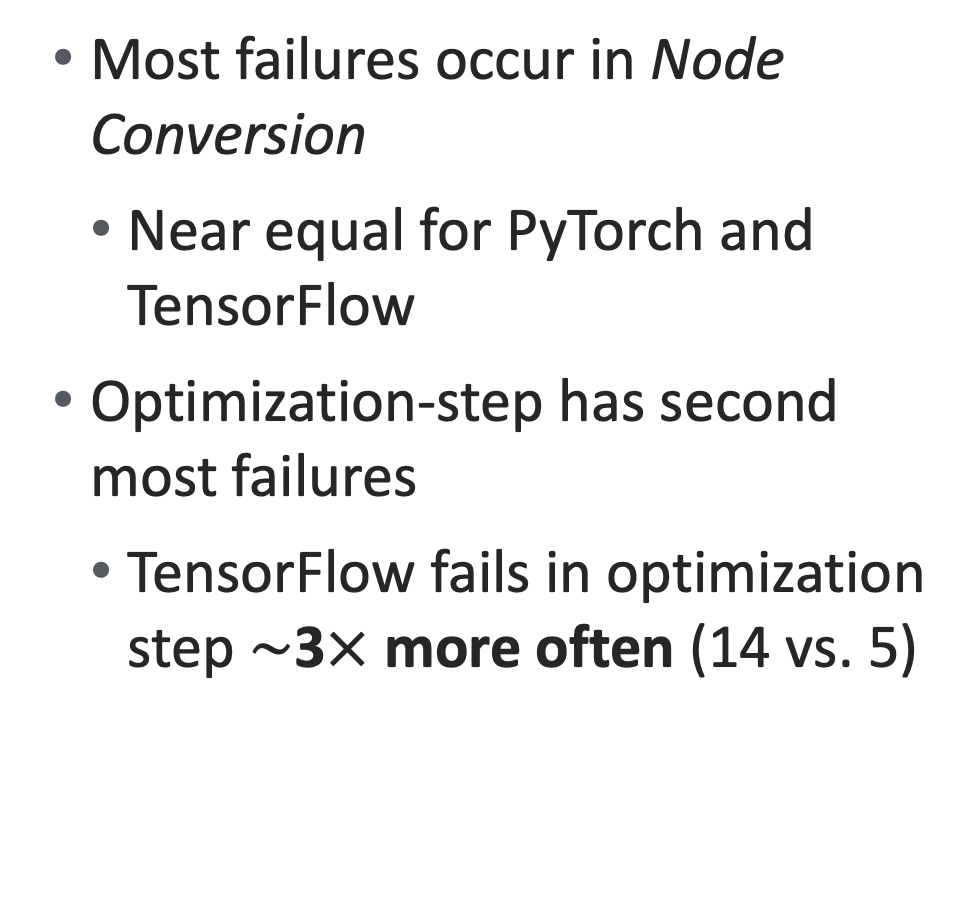 • Most failures occur in Node
Conversion
• Near equal for PyTorch and
TensorFlow
• Optimization-step has second
most failures
• TensorFlow fails in optimization
step ~3× more often (14 vs. 5)